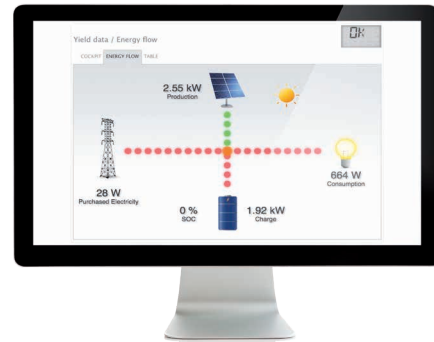 Yield data / Energy flow
OK
COCKPIT ENERGY FLOW TABLE
2.55 kW
Production
28 W
Purchased Electricity
664 W
Consumption
0 %
SOC
1.92 kW
Charge